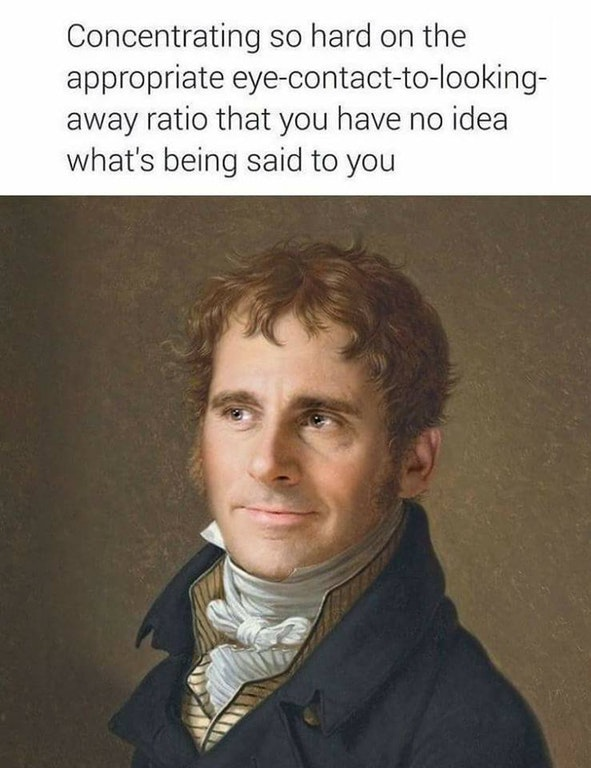 Concentrating so hard on the
appropriate eye-contact-to-looking-
away ratio that you have no idea
what's being said to you